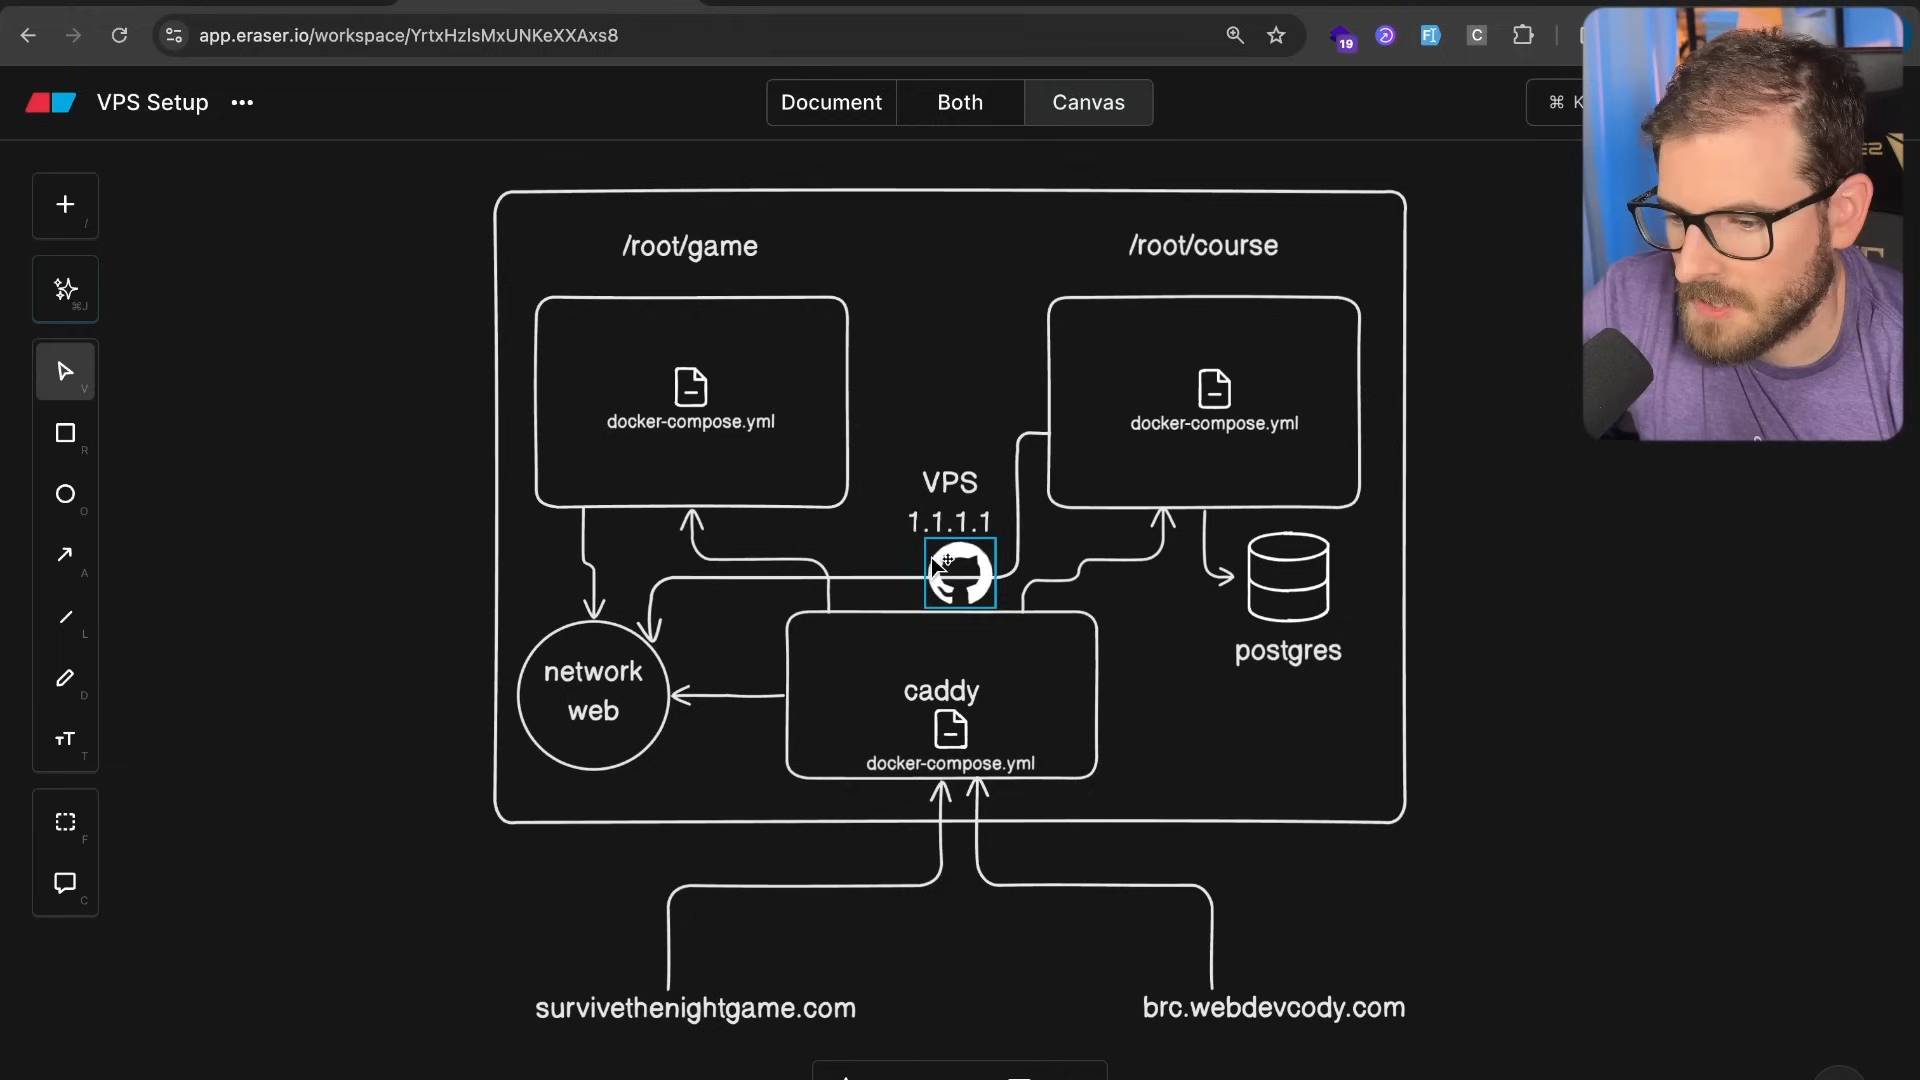 app.eraser.io/workspace/YrtxHzlsMxUNKeXXAxs8
19
C
VPS Setup
Document
Both
Canvas
⌘ K
/
⌘J
V
R
O
A
L
D
T
F
C
/root/game
/root/course
docker-compose.yml
docker-compose.yml
VPS
1.1.1.1
network
web
caddy
docker-compose.yml
postgres
survivethenightgame.com
brc.webdevcody.com